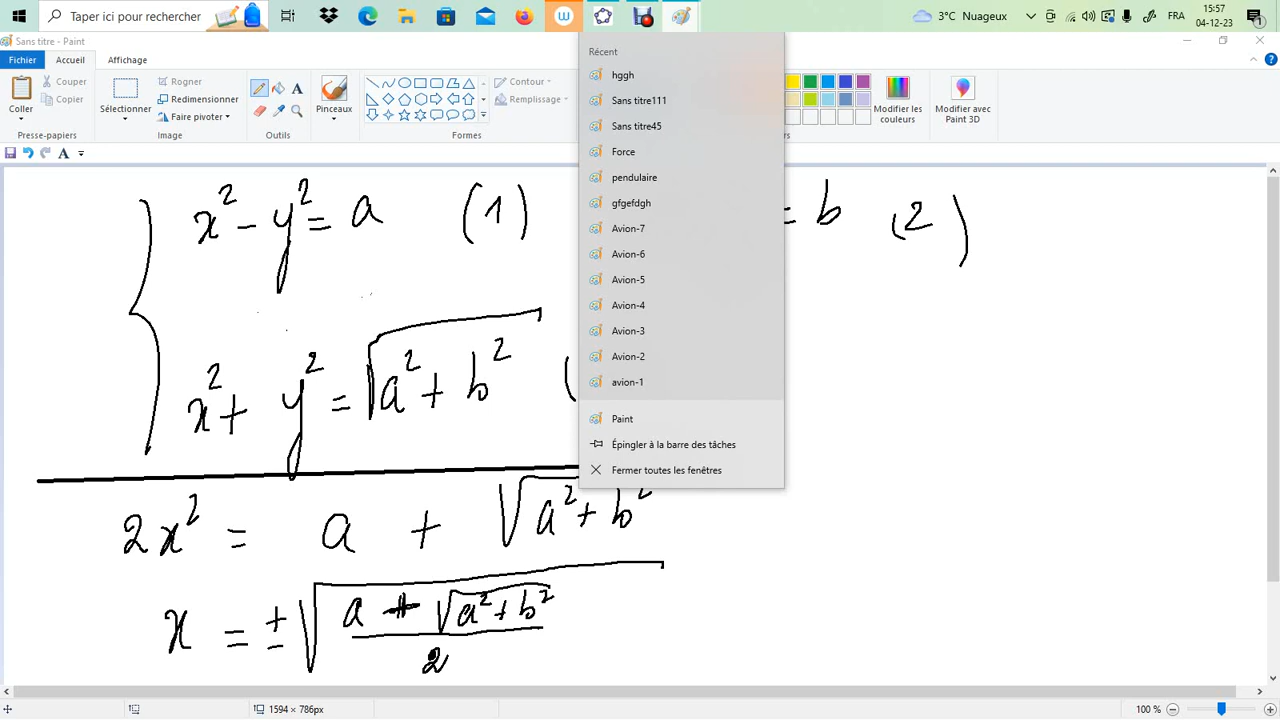 Taper ici pour rechercher
W
3°C Nuageux
FRA
15:57
04-12-23
1
Sans titre - Paint
Fichier
Accueil
Affichage
Coller
Couper
Copier
Presse-papiers
Sélectionner
Rogner
Redimensionner
Faire pivoter
Image
A
Outils
Pinceaux
Contour
Remplissage
Formes
Modifier les
couleurs
Modifier avec
Paint 3D
A
Récent
hggh
Sans titre111
Sans titre45
Force
pendulaire
gfgefdgh
Avion-7
Avion-6
Avion-5
Avion-4
Avion-3
Avion-2
avion-1
Paint
Épingler à la barre des tâches
Fermer toutes les fenêtres
x² - y² = a (1) = b (2)
x² + y² = √a² + b² (
2x² = a + √a² + b²
x = ± √a + √a² + b²
2
1594 × 786px
100 %